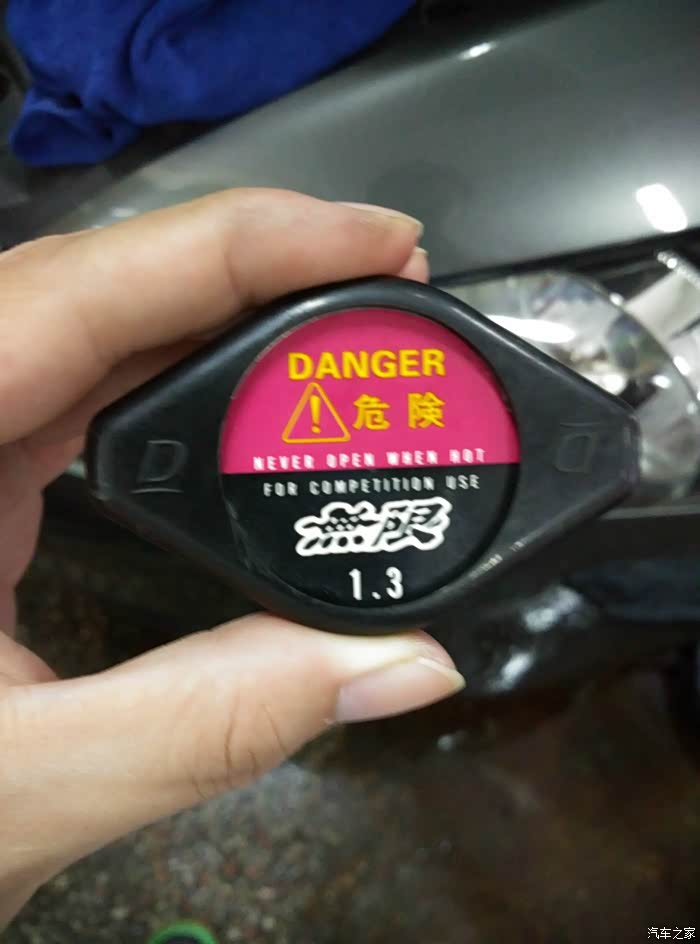 DANGER
危険
NEVER OPEN WHEN HOT
FOR COMPETITION USE
無限
1.3
D
D
汽车之家